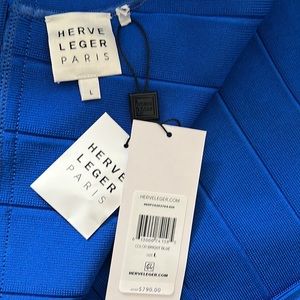 HERVE
LEGER
PARIS
L
HERVE
LEGER
PARIS
HERVELEGER.COM
COLOR BRIGHT BLUE
SIZE L
HERVELEGER.COM
$790.00